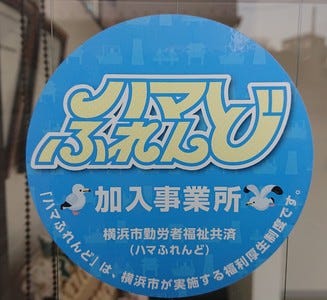 ハマ
ふれんど
加入事業所
横浜市勤労者福祉共済
(ハマふれんど)
「ハマふれんど」は、横浜市が実施する福利厚生制度です。